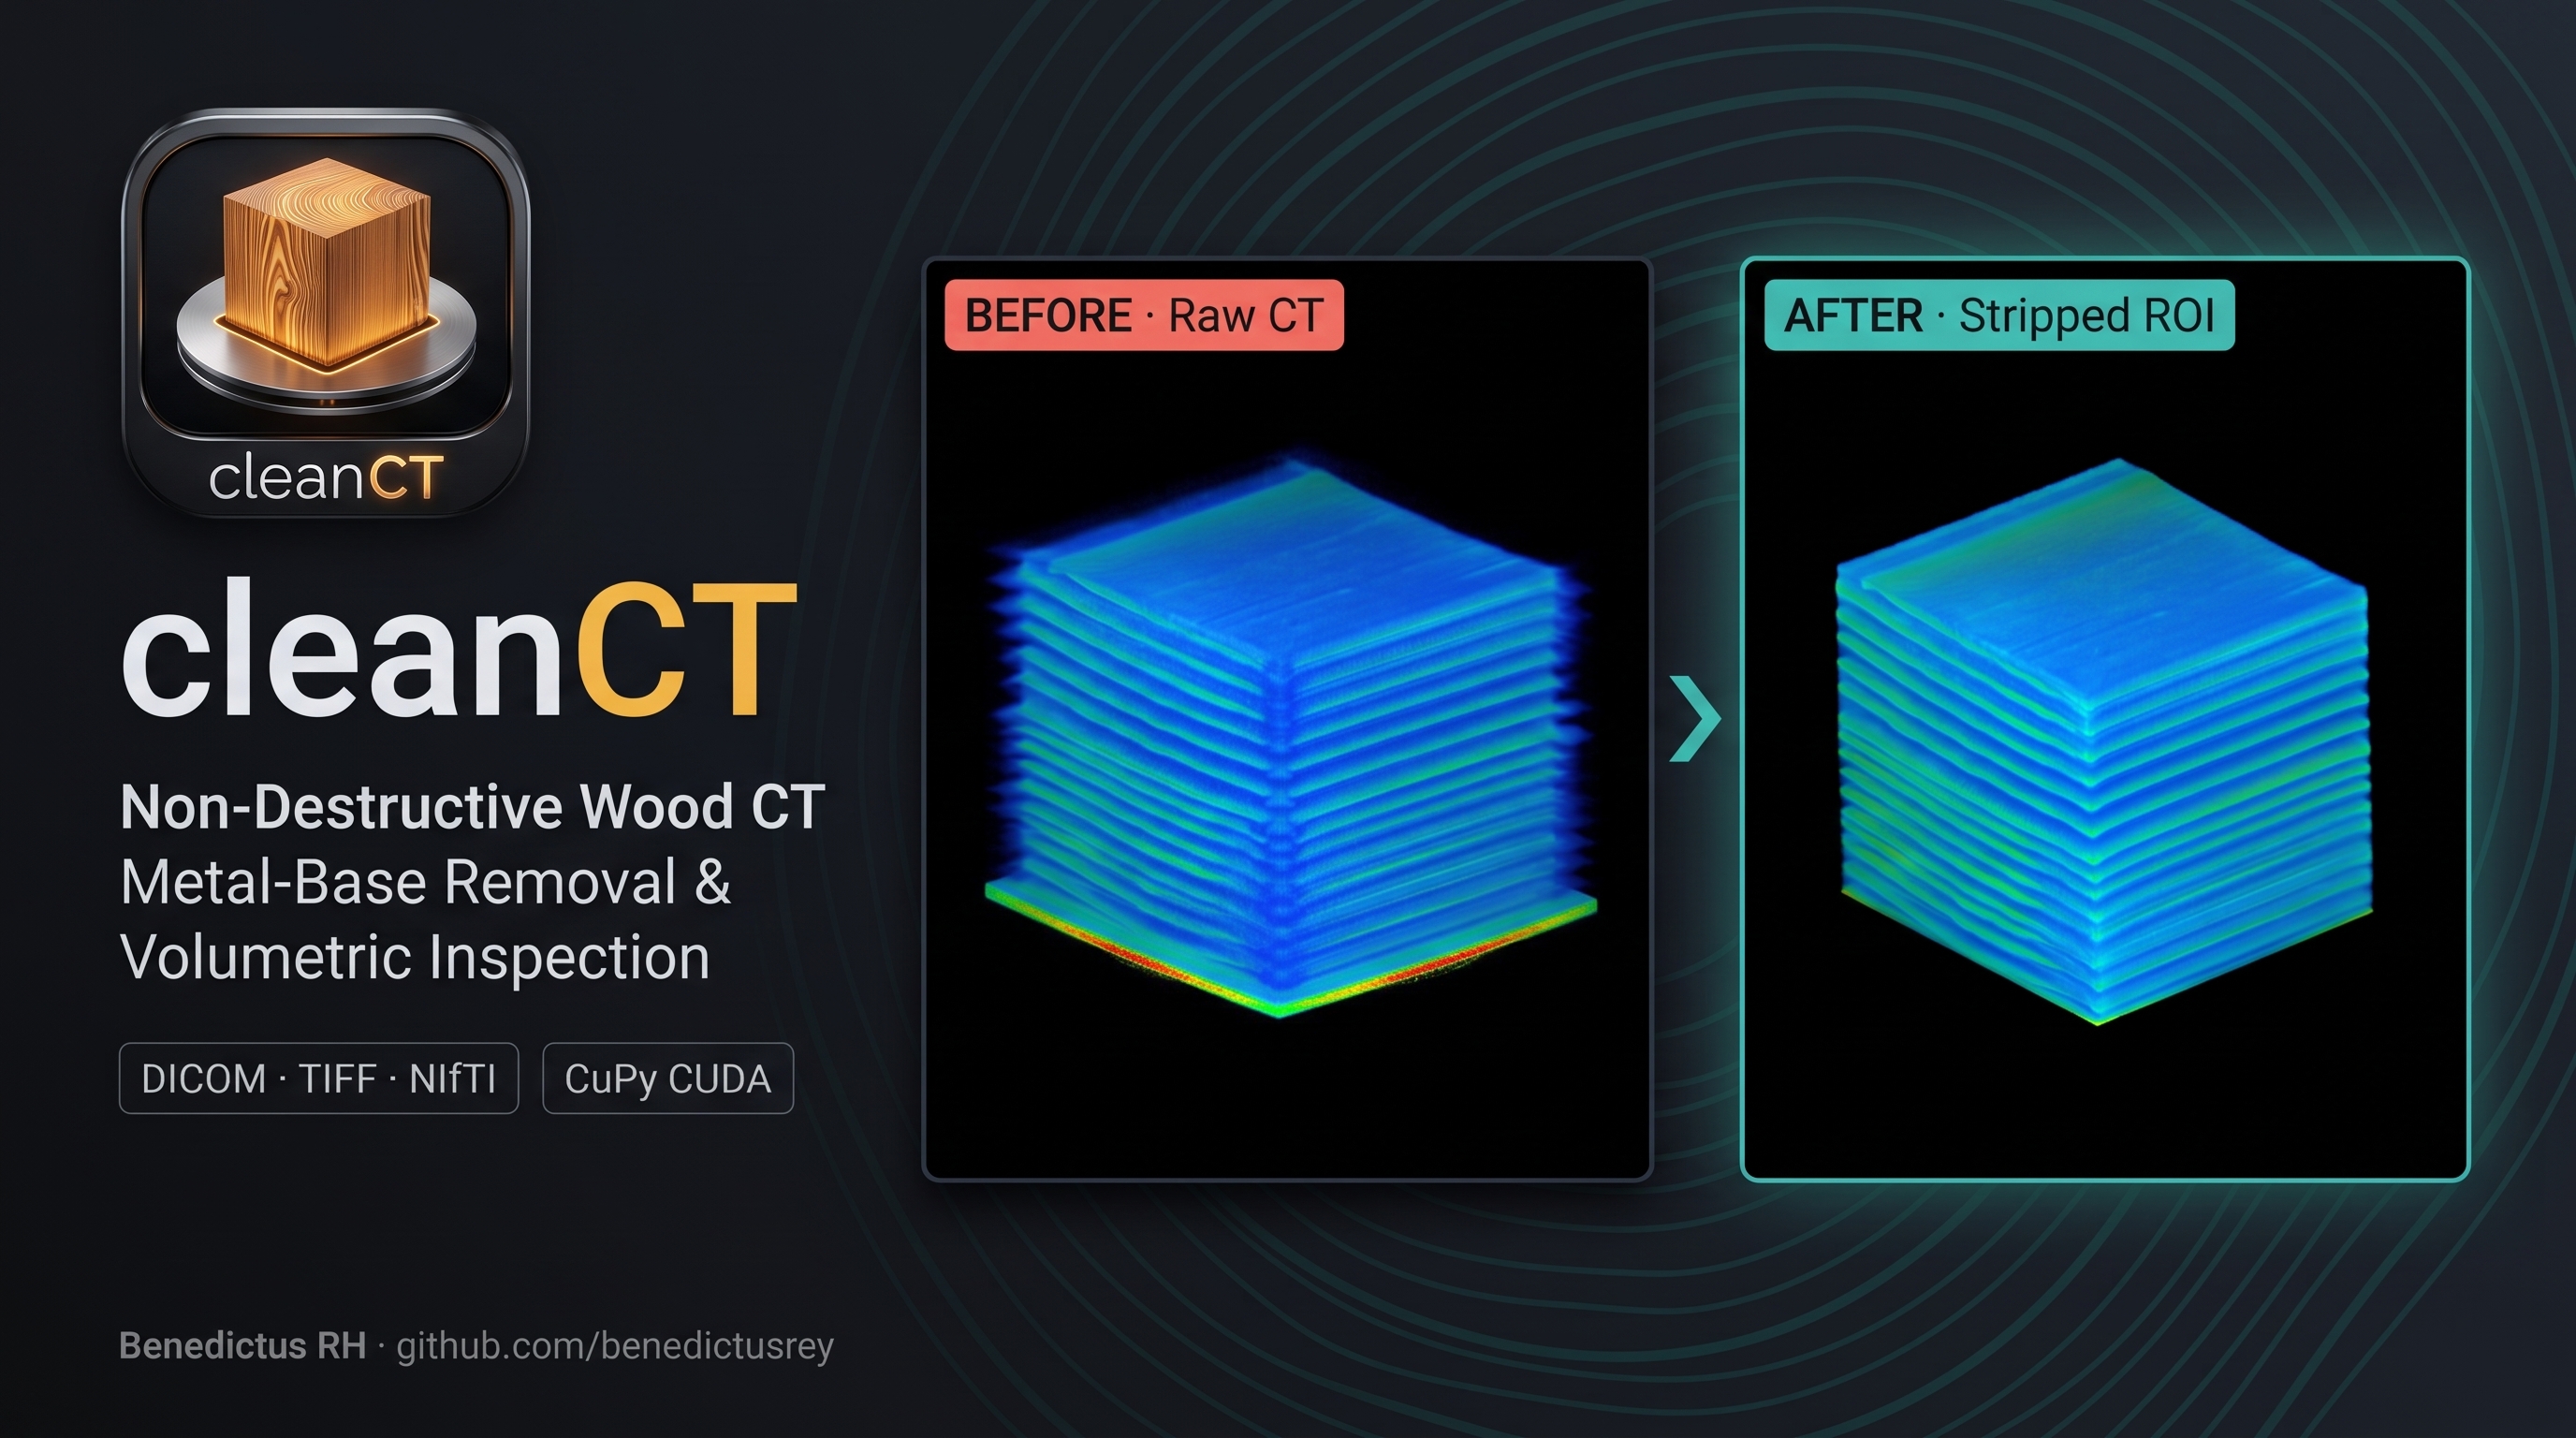 cleanCT
cleanCT
Non-Destructive Wood CT
Metal-Base Removal &
Volumetric Inspection
DICOM · TIFF · NIfTI
CuPy CUDA
Benedictus RH · github.com/benedictusrey
BEFORE · Raw CT
AFTER · Stripped ROI